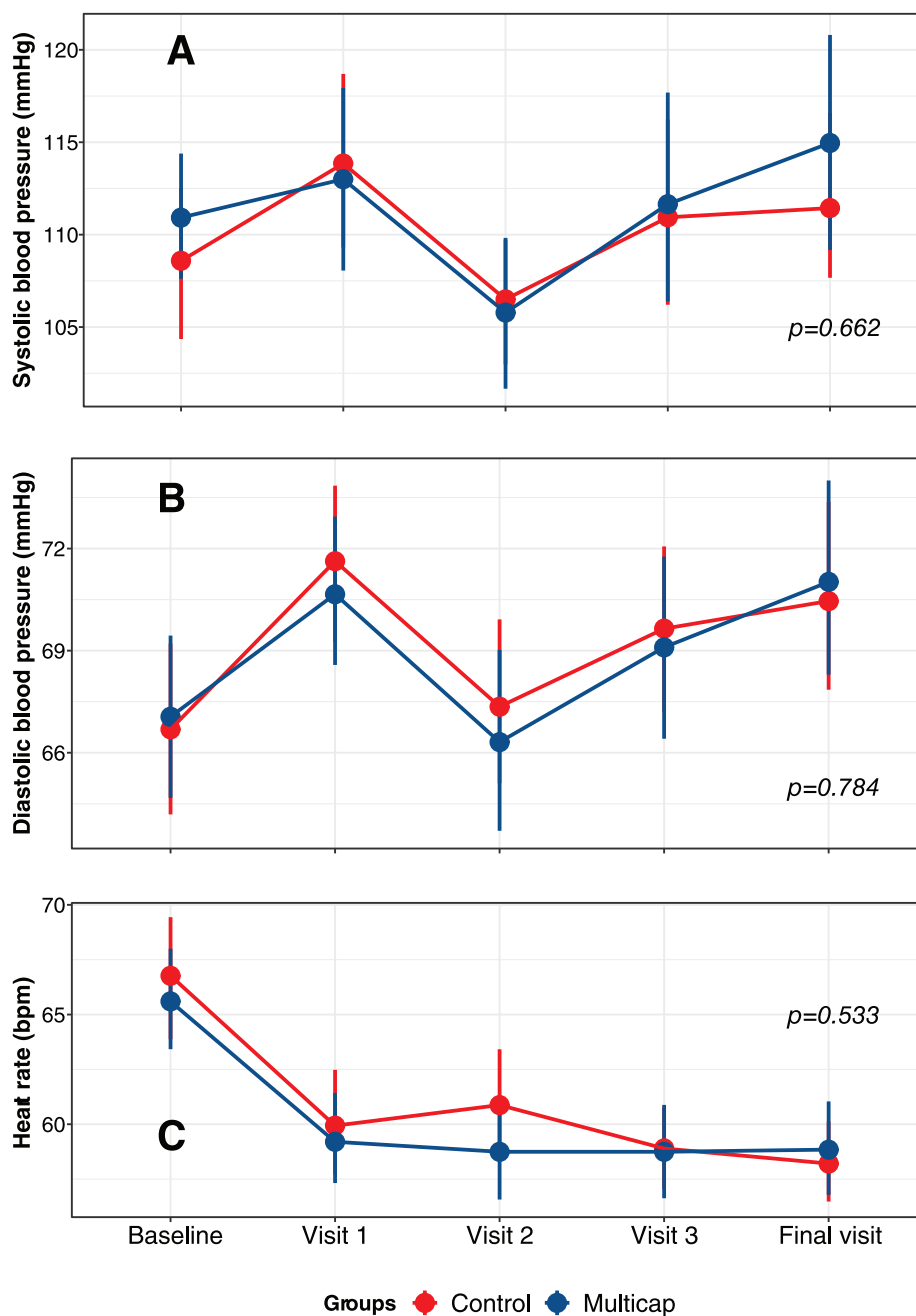 A
Systolic blood pressure (mmHg)
120
115
110
105
p=0.662
B
Diastolic blood pressure (mmHg)
72
69
66
p=0.784
C
Heat rate (bpm)
70
65
60
p=0.533
Baseline Visit 1 Visit 2 Visit 3 Final visit
Groups Control Multicap